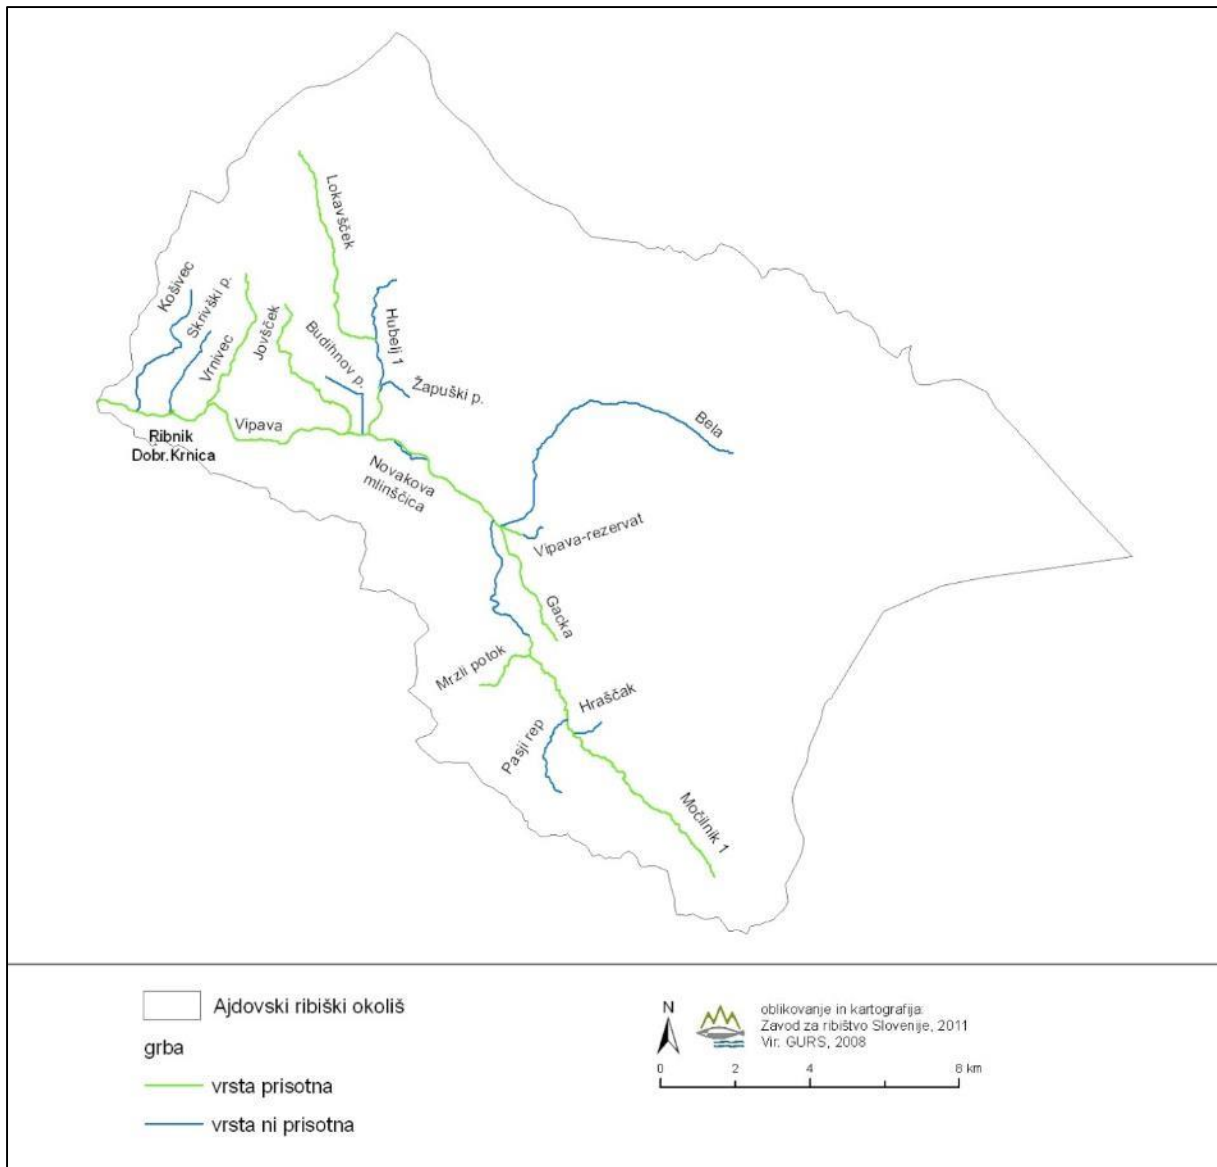 Lokavšček
Košivec
Skrivški p.
Vrnivec
Jovšček
Budihnov p.
Hubelj 1
Žapuški p.
Bela
Vipava
Ribnik
Dobr.Krnica
Novakova
mlinščica
Vipava-rezervat
Gacka
Mrzli potok
Hraščak
Pasji rep
Močilnik 1
Ajdovski ribiški okoliš
grba
vrsta prisotna
vrsta ni prisotna
N
oblikovanje in kartografija:
Zavod za ribištvo Slovenije, 2011
Vir: GURS, 2008
0 2 4 8 km